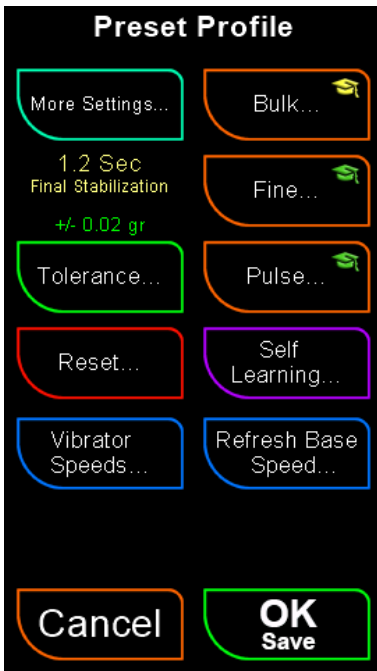 Preset Profile
More Settings...
Bulk...
1.2 Sec
Final Stabilization
Fine...
+/- 0.02 gr
Tolerance...
Pulse...
Reset...
Self
Learning...
Vibrator
Speeds...
Refresh Base
Speed...
Cancel
OK
Save